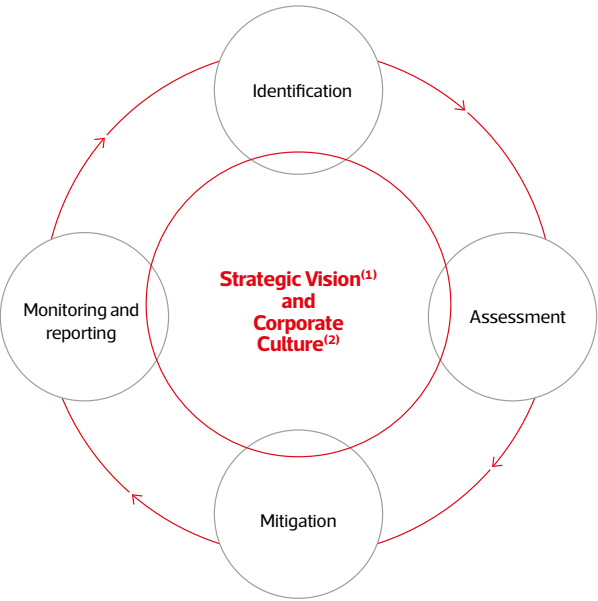 Identification
Strategic Vision(1)
and
Corporate
Culture(2)
Monitoring and
reporting
Assessment
Mitigation